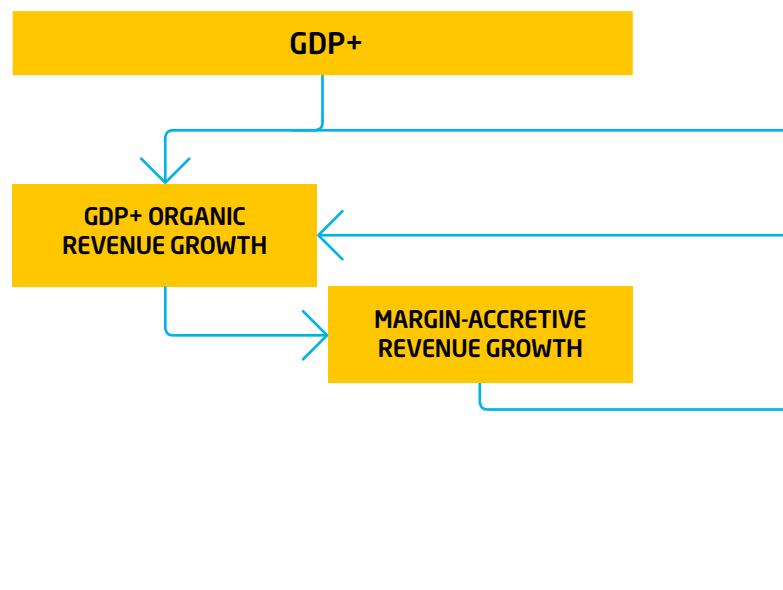 GDP+
GDP+ ORGANIC
REVENUE GROWTH
MARGIN-ACCRETIVE
REVENUE GROWTH